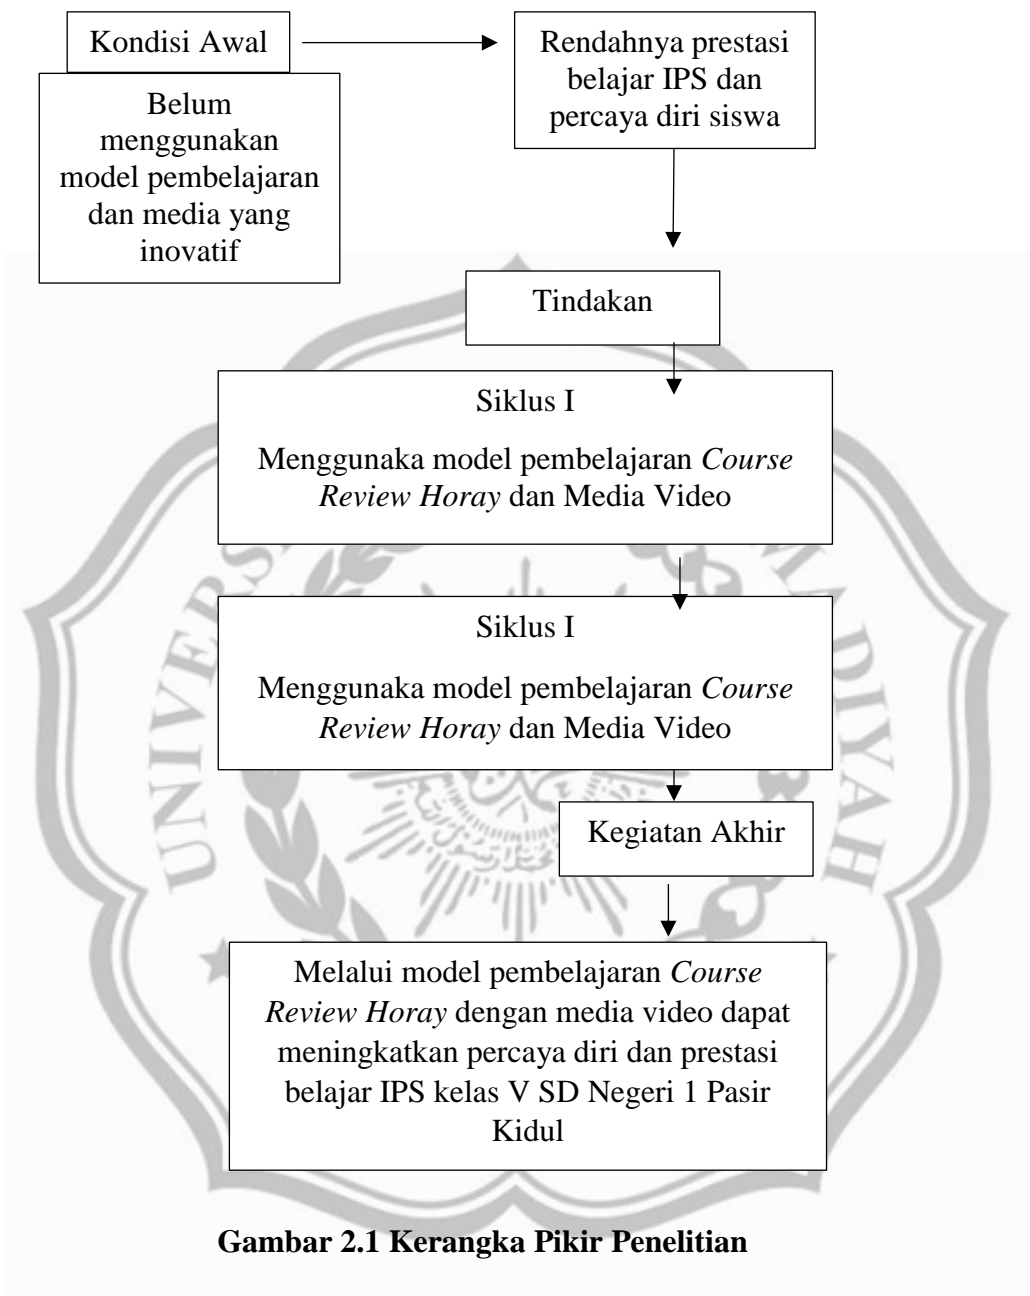 Kondisi Awal
Belum
menggunakan
model pembelajaran
dan media yang
inovatif
Rendahnya prestasi
belajar IPS dan
percaya diri siswa
Tindakan
Siklus I
Menggunaka model pembelajaran Course
Review Horay dan Media Video
Siklus I
Menggunaka model pembelajaran Course
Review Horay dan Media Video
Kegiatan Akhir
Melalui model pembelajaran Course
Review Horay dengan media video dapat
meningkatkan percaya diri dan prestasi
belajar IPS kelas V SD Negeri 1 Pasir
Kidul
Gambar 2.1 Kerangka Pikir Penelitian